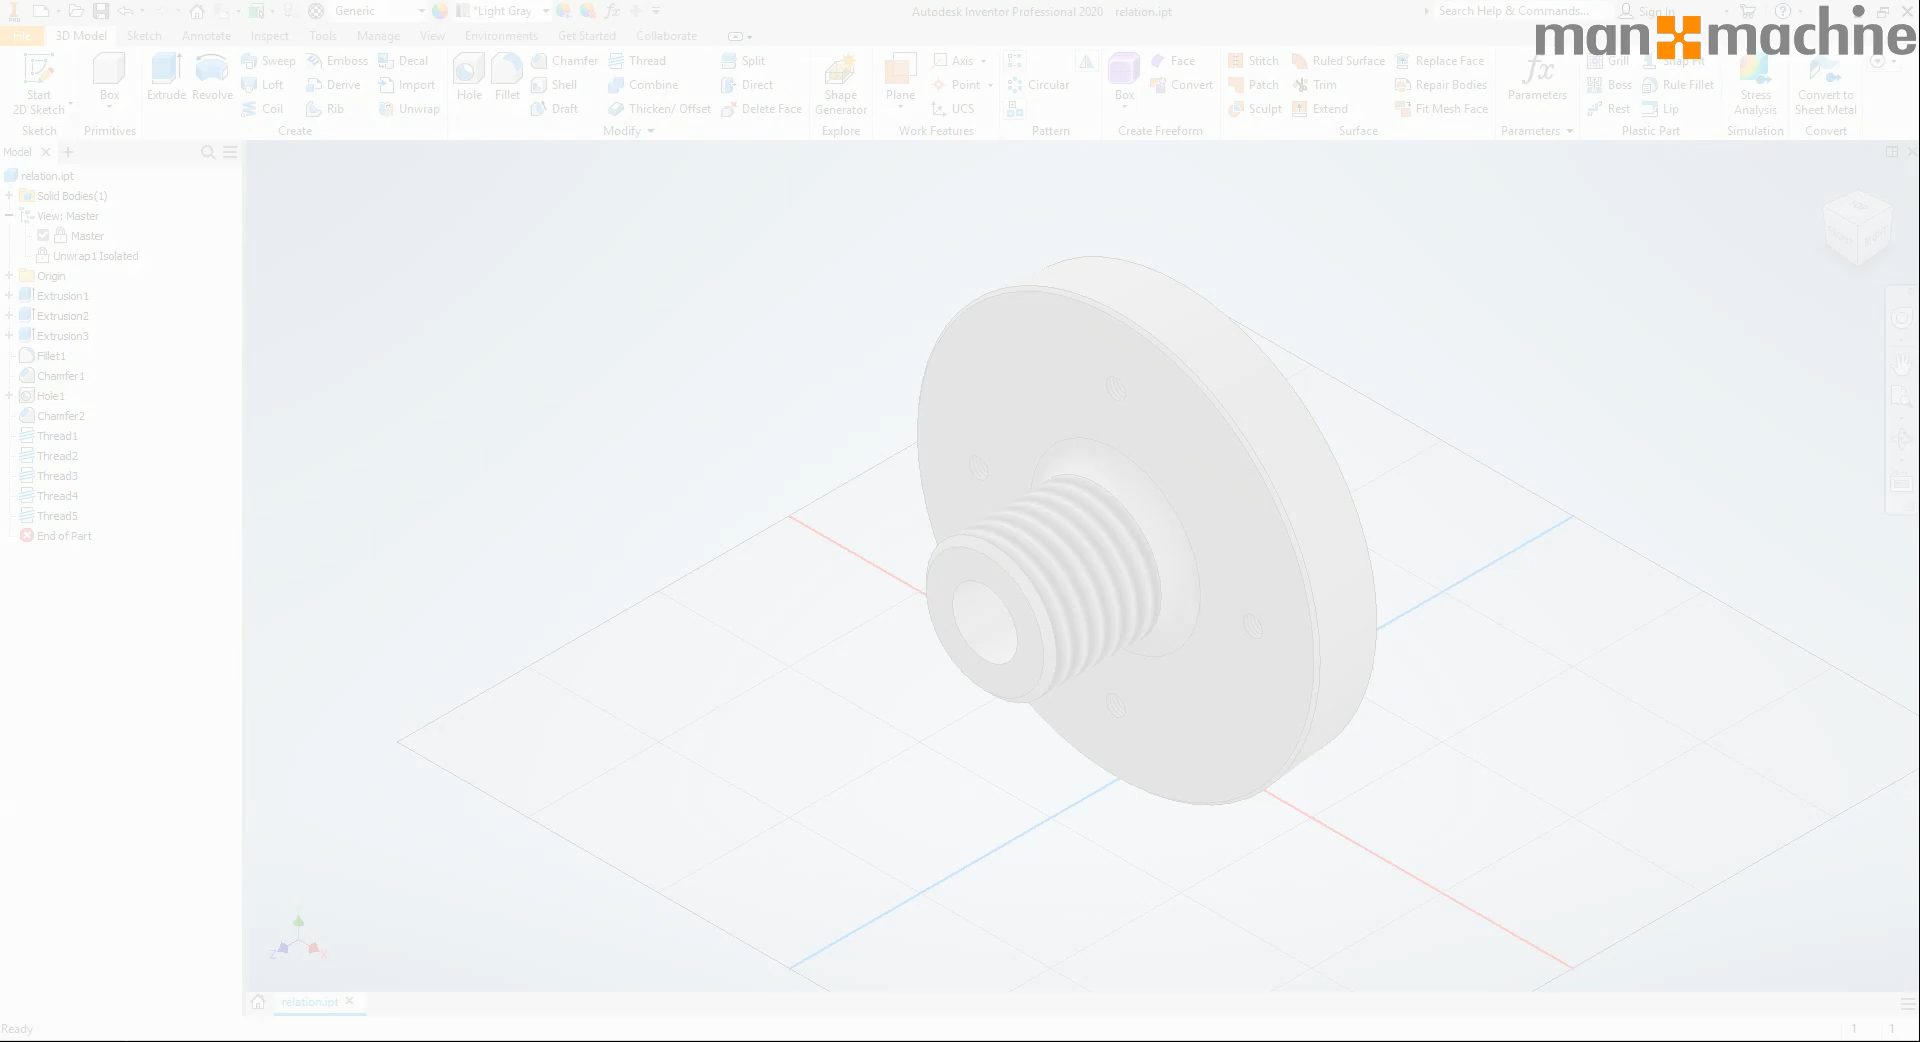 Generic
*Light Gray
Autodesk Inventor Professional 2020 relation.ipt
Search Help & Commands...
Sign In
man machine
File 3D Model Sketch Annotate Inspect Tools Manage View Environments Get Started Collaborate
Start
2D Sketch
Sketch
Box
Primitives
Extrude
Revolve
Sweep
Loft
Coil
Emboss
Derive
Rib
Decal
Import
Unwrap
Create
Hole
Fillet
Chamfer
Shell
Draft
Thread
Combine
Thicken/ Offset
Split
Direct
Delete Face
Modify
Shape
Generator
Explore
Plane
Axis
Point
UCS
Work Features
Circular
Pattern
Box
Face
Convert
Create Freeform
Stitch
Patch
Sculpt
Ruled Surface
Trim
Extend
Replace Face
Repair Bodies
Fit Mesh Face
Surface
fx
Parameters
Parameters
Grill
Boss
Rest
Snap Fit
Rule Fillet
Lip
Plastic Part
Stress
Analysis
Simulation
Convert to
Sheet Metal
Convert
Model
relation.ipt
Solid Bodies(1)
View: Master
Master
Unwrap1 Isolated
Origin
Extrusion1
Extrusion2
Extrusion3
Fillet1
Chamfer1
Hole1
Chamfer2
Thread1
Thread2
Thread3
Thread4
Thread5
End of Part
Z
X
relation.ipt
Ready
1 1